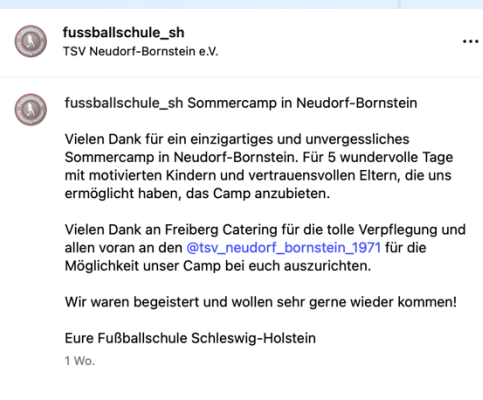 fussballschule_sh
TSV Neudorf-Bornstein e.V.
fussballschule_sh Sommercamp in Neudorf-Bornstein
Vielen Dank für ein einzigartiges und unvergessliches
Sommercamp in Neudorf-Bornstein. Für 5 wundervolle Tage
mit motivierten Kindern und vertrauensvollen Eltern, die uns
ermöglicht haben, das Camp anzubieten.
Vielen Dank an Freiberg Catering für die tolle Verpflegung und
allen voran an den @tsv_neudorf_bornstein_1971 für die
Möglichkeit unser Camp bei euch auszurichten.
Wir waren begeistert und wollen sehr gerne wieder kommen!
Eure Fußballschule Schleswig-Holstein
1 Wo.